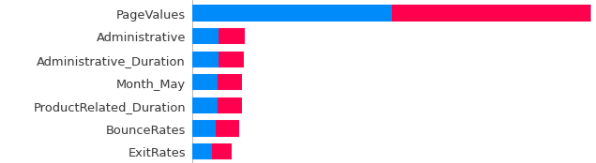 PageValues
Administrative
Administrative_Duration
Month_May
ProductRelated_Duration
BounceRates
ExitRates